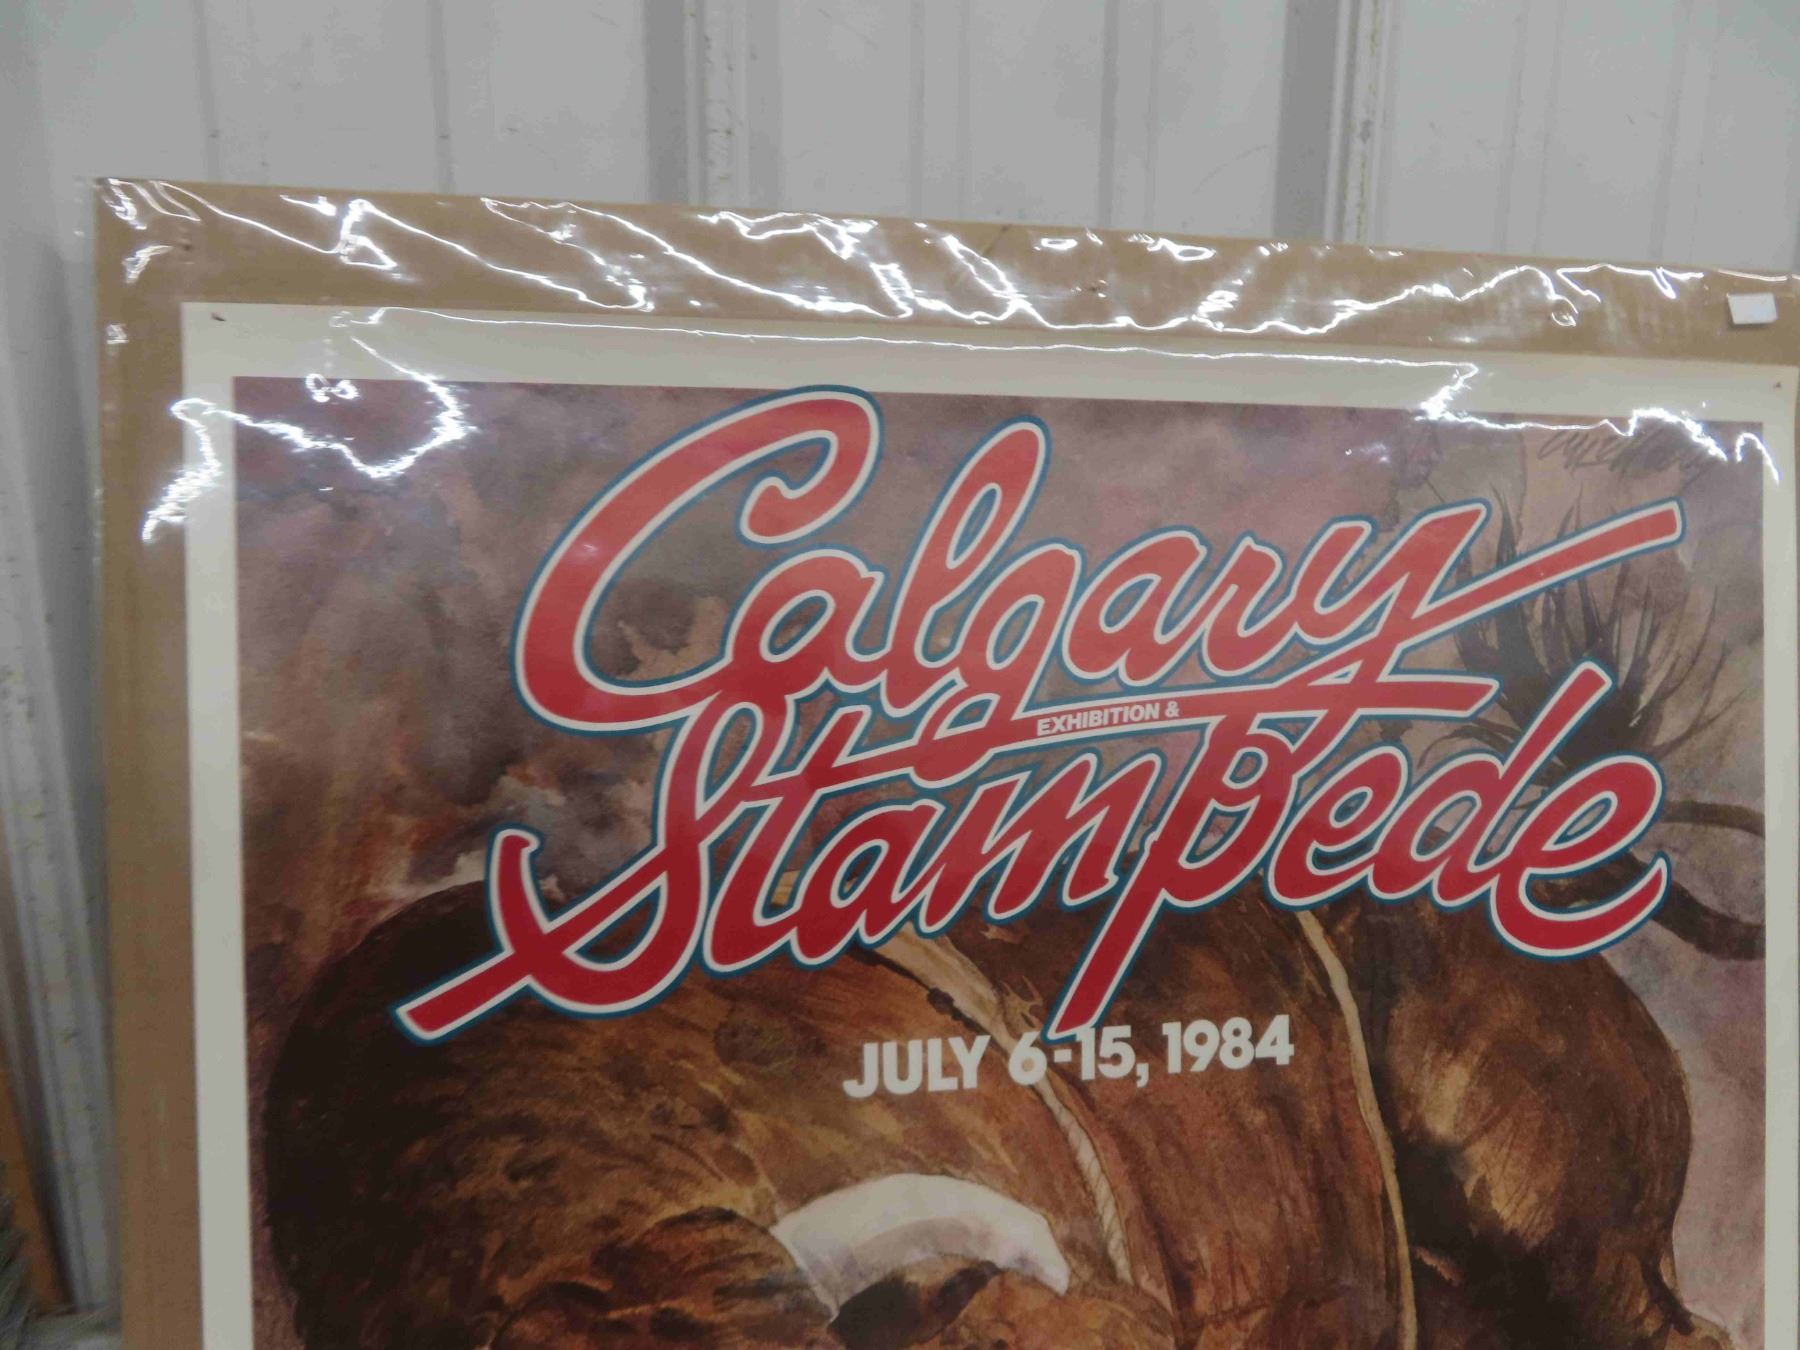 Calgary
EXHIBITION &
Stampede
JULY 6-15, 1984